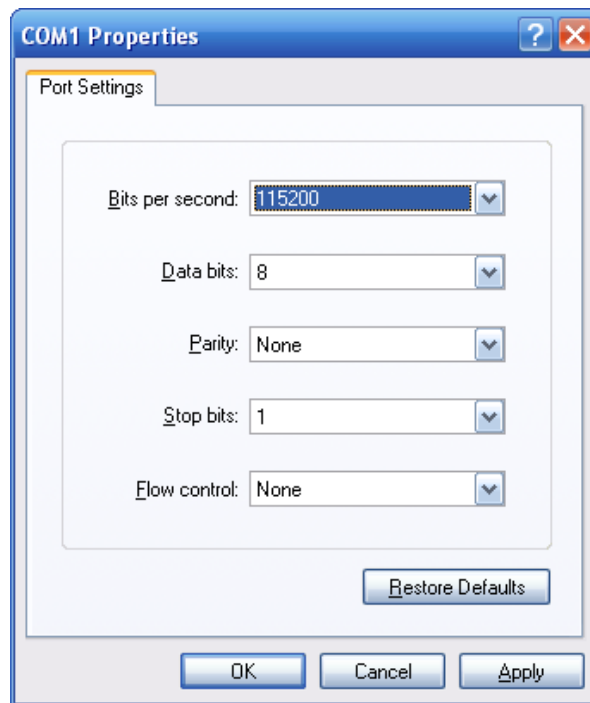 COM1 Properties
Port Settings
Bits per second: 115200
Data bits: 8
Parity: None
Stop bits: 1
Flow control: None
Restore Defaults
OK Cancel Apply